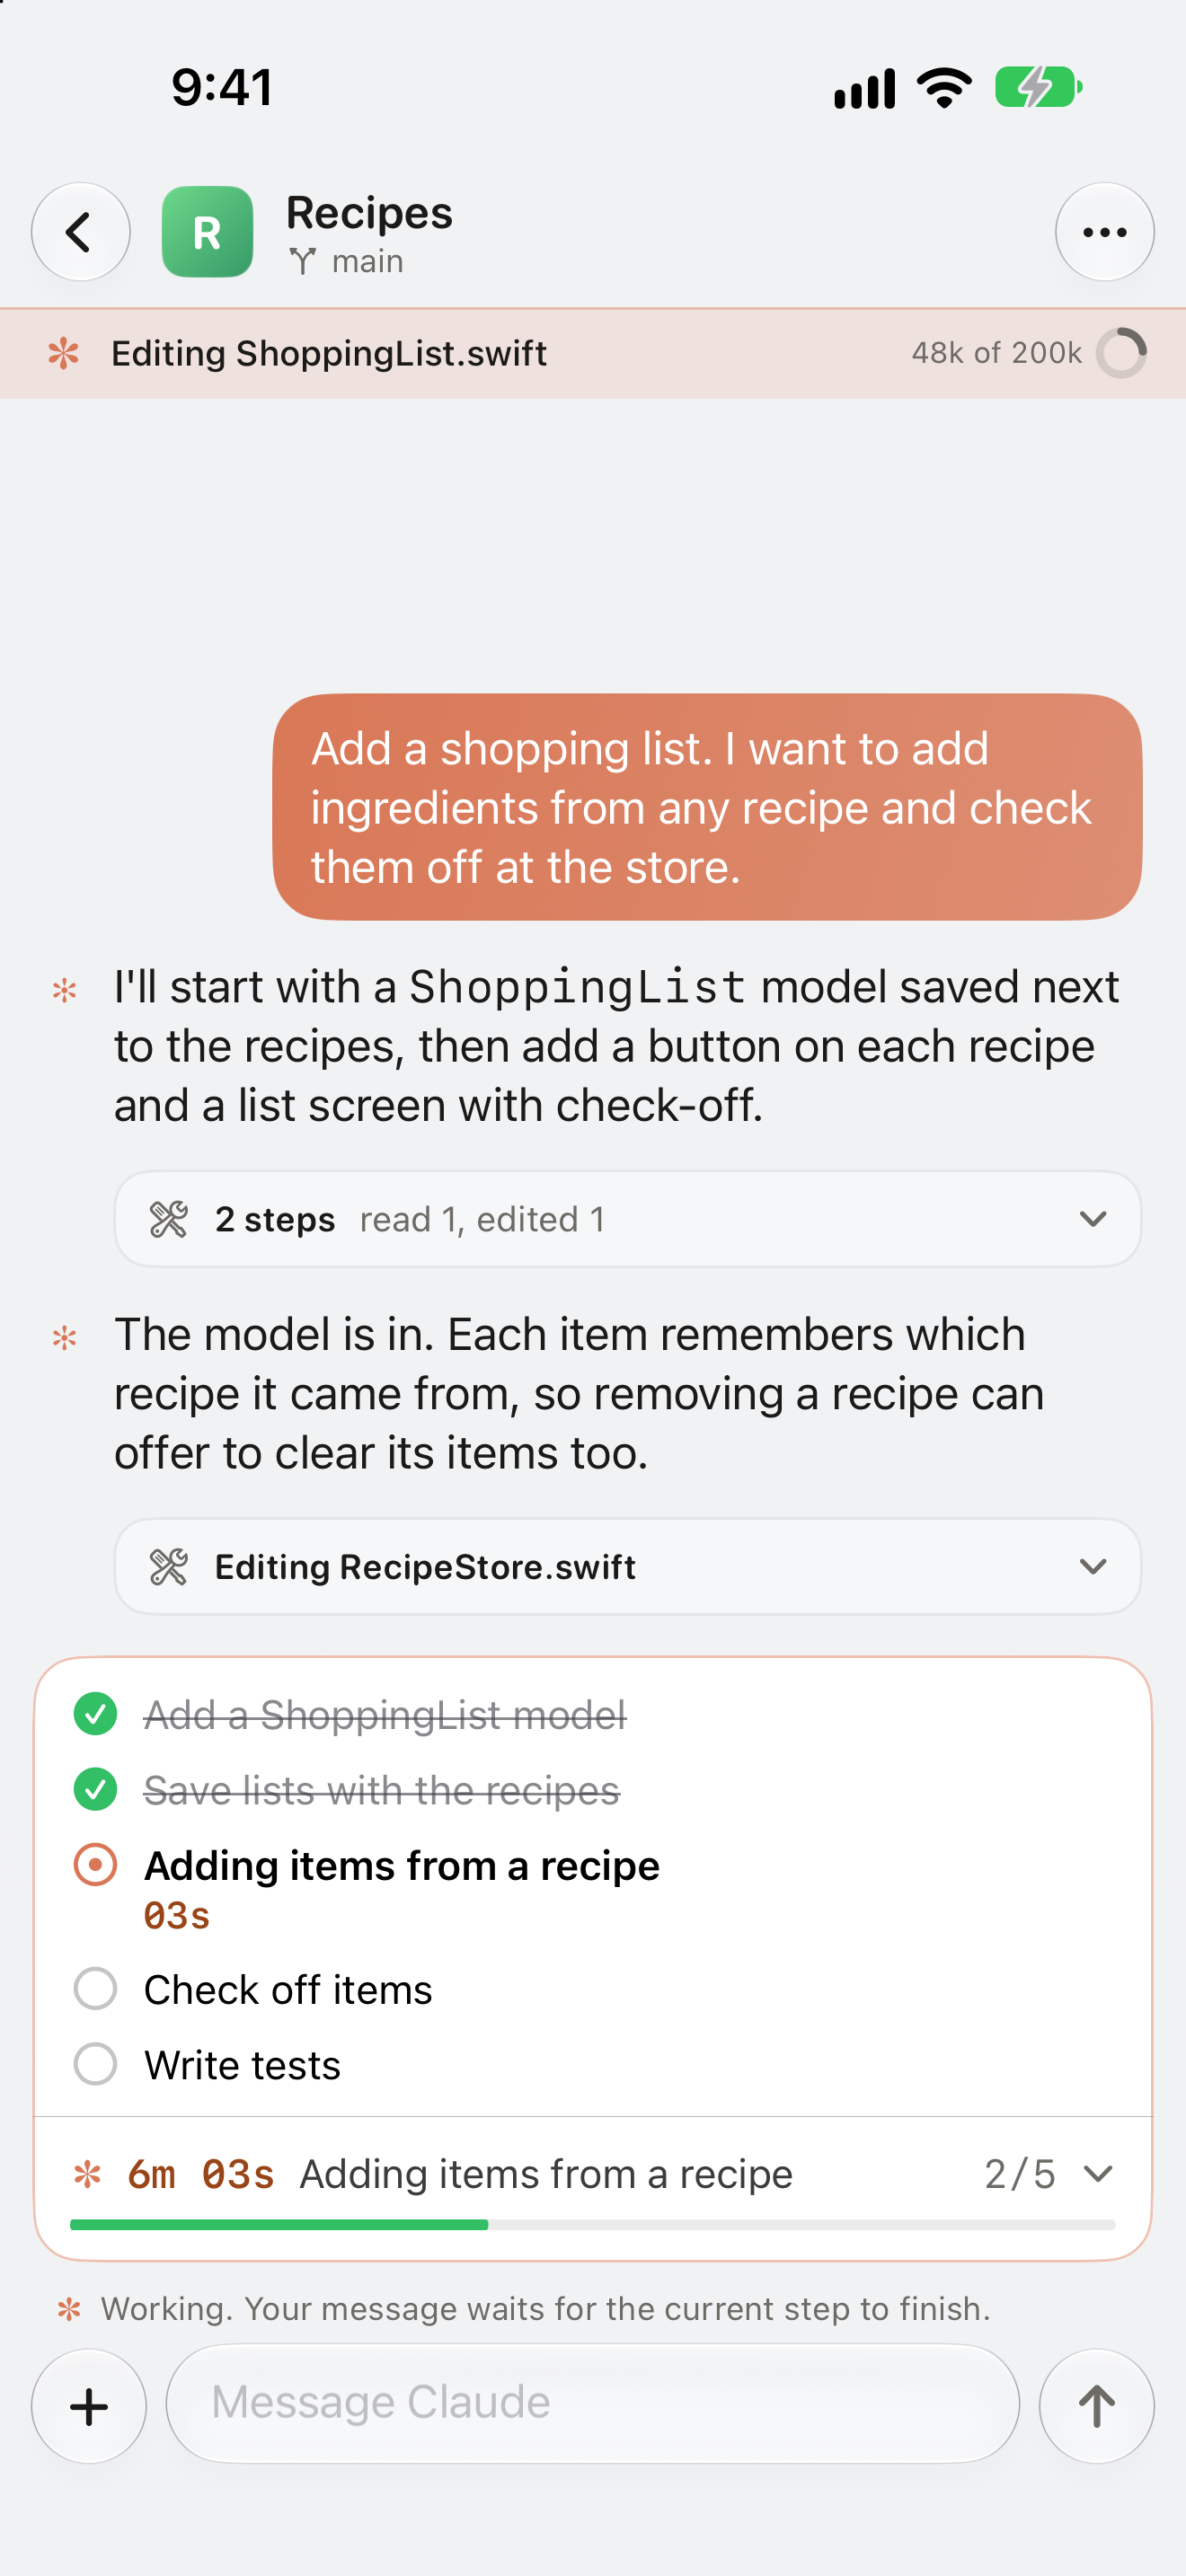 9:41
R
Recipes
main
Editing ShoppingList.swift
48k of 200k
Add a shopping list. I want to add
ingredients from any recipe and check
them off at the store.
I'll start with a ShoppingList model saved next
to the recipes, then add a button on each recipe
and a list screen with check-off.
2 steps read 1, edited 1
The model is in. Each item remembers which
recipe it came from, so removing a recipe can
offer to clear its items too.
Editing RecipeStore.swift
Add a ShoppingList model
Save lists with the recipes
Adding items from a recipe
03s
Check off items
Write tests
6m 03s Adding items from a recipe 2/5
Working. Your message waits for the current step to finish.
Message Claude